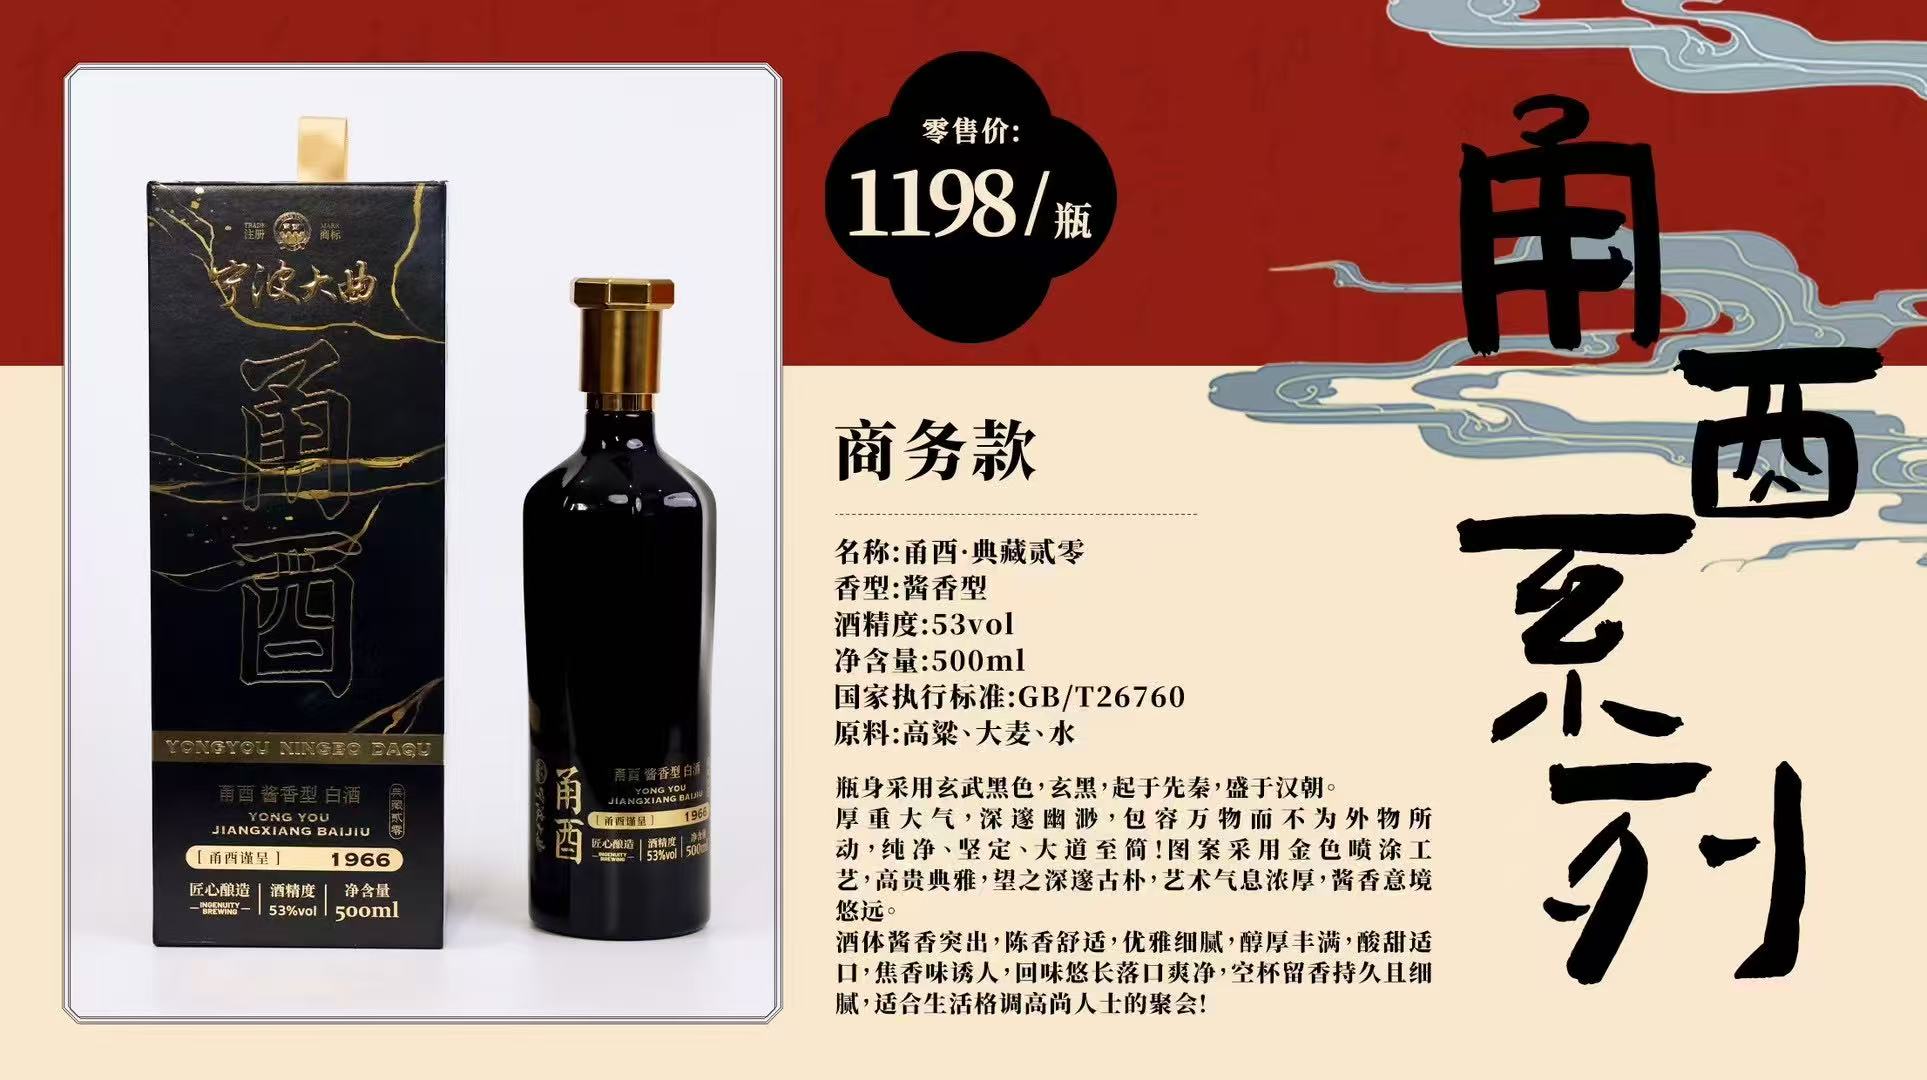 TRADE MARK
注册 商标
宁波大曲
甬
酉
YONGYOU NINGBO DAQU
甬酉 酱香型 白酒
YONG YOU
JIANGXIANG BAIJIU
典藏贰零
[甬酉谨呈] 1966
匠心酿造 酒精度 净含量
INGENUITY BREWING 53%vol 500ml
甬酉
甬酉 酱香型 白酒
YONG YOU
JIANGXIANG BAIJIU
[甬酉谨呈] 1966
匠心酿造 酒精度 净含量
INGENUITY BREWING 53%vol 500ml
零售价:
1198/瓶
商务款
名称:甬酉·典藏贰零
香型:酱香型
酒精度:53vol
净含量:500ml
国家执行标准:GB/T26760
原料:高粱、大麦、水
瓶身采用玄武黑色,玄黑,起于先秦,盛于汉朝。
厚重大气,深邃幽渺,包容万物而不为外物所
动,纯净、坚定、大道至简!图案采用金色喷涂工
艺,高贵典雅,望之深邃古朴,艺术气息浓厚,酱香意境
悠远。
酒体酱香突出,陈香舒适,优雅细腻,醇厚丰满,酸甜适
口,焦香味诱人,回味悠长落口爽净,空杯留香持久且细
腻,适合生活格调高尚人士的聚会!
甬
酉
系
列